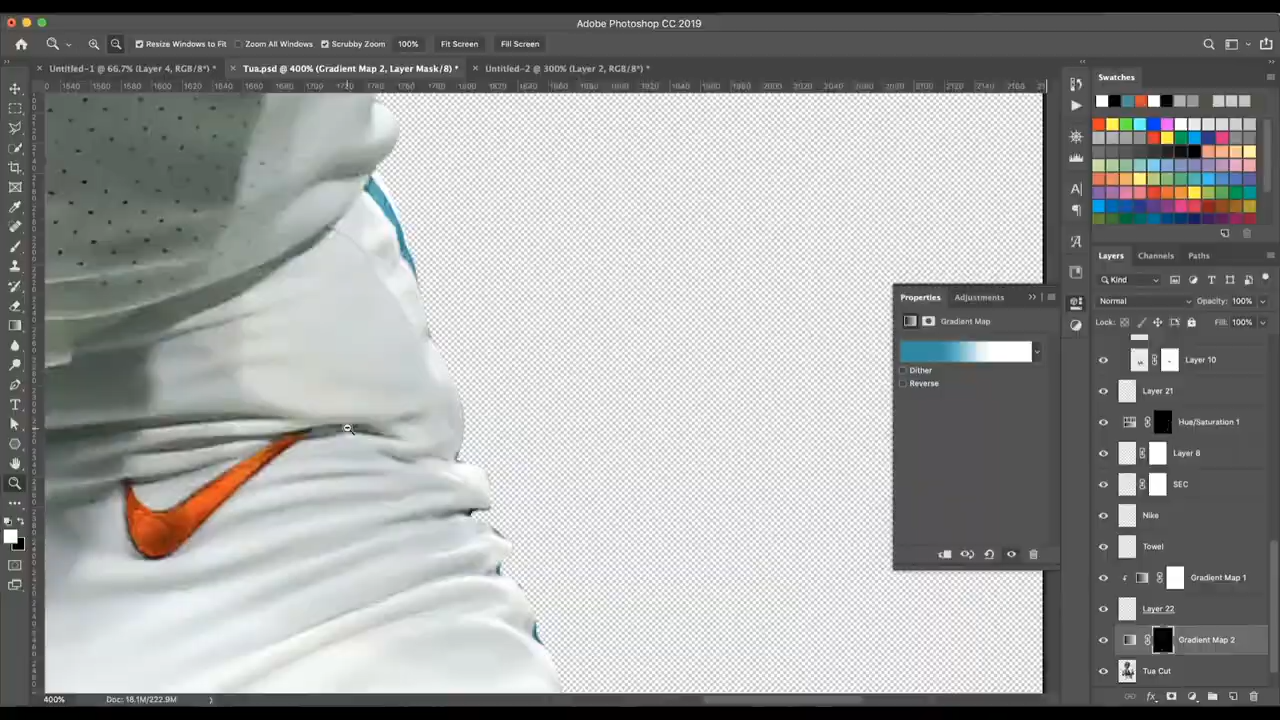 Adobe Photoshop CC 2019
Resize Windows to Fit Zoom All Windows Scrubby Zoom 100% Fit Screen Fill Screen
Untitled-1 @ 66.7% (Layer 4, RGB/8*) * Tua.psd @ 400% (Gradient Map 2, Layer Mask/8) * Untitled-2 @ 300% (Layer 2, RGB/8*) *
Swatches
Layers Channels Paths
Kind
Normal Opacity: 100%
Lock: Fill: 100%
Properties Adjustments
Gradient Map
Dither
Reverse
Layer 10
Layer 21
Hue/Saturation 1
Layer 8
SEC
Nike
Towel
Gradient Map 1
Layer 22
Gradient Map 2
Tua Cut
400% Doc: 18.1M/222.9M